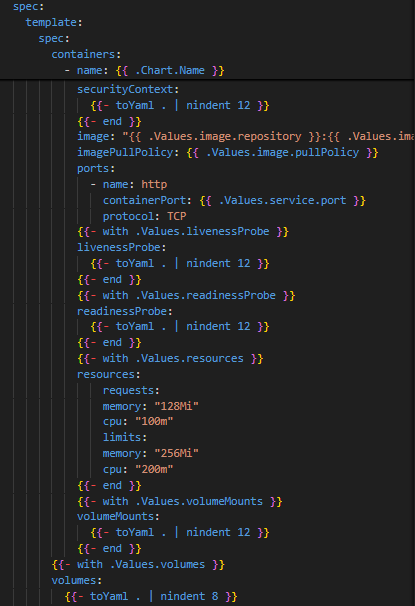 spec:
  template:
    spec:
      containers:
        - name: {{ .Chart.Name }}
          securityContext:
            {{- toYaml . | nindent 12 }}
          {{- end }}
          image: "{{ .Values.image.repository }}:{{ .Values.ima
          imagePullPolicy: {{ .Values.image.pullPolicy }}
          ports:
            - name: http
              containerPort: {{ .Values.service.port }}
              protocol: TCP
          {{- with .Values.livenessProbe }}
          livenessProbe:
            {{- toYaml . | nindent 12 }}
          {{- end }}
          {{- with .Values.readinessProbe }}
          readinessProbe:
            {{- toYaml . | nindent 12 }}
          {{- end }}
          {{- with .Values.resources }}
          resources:
              requests:
              memory: "128Mi"
              cpu: "100m"
              limits:
              memory: "256Mi"
              cpu: "200m"
          {{- end }}
          {{- with .Values.volumeMounts }}
          volumeMounts:
            {{- toYaml . | nindent 12 }}
          {{- end }}
      {{- with .Values.volumes }}
      volumes:
        {{- toYaml . | nindent 8 }}